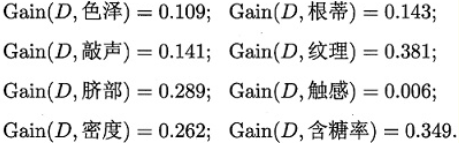 Gain(D, 色泽) = 0.109; Gain(D, 根蒂) = 0.143;
Gain(D, 敲声) = 0.141; Gain(D, 纹理) = 0.381;
Gain(D, 脐部) = 0.289; Gain(D, 触感) = 0.006;
Gain(D, 密度) = 0.262; Gain(D, 含糖率) = 0.349.